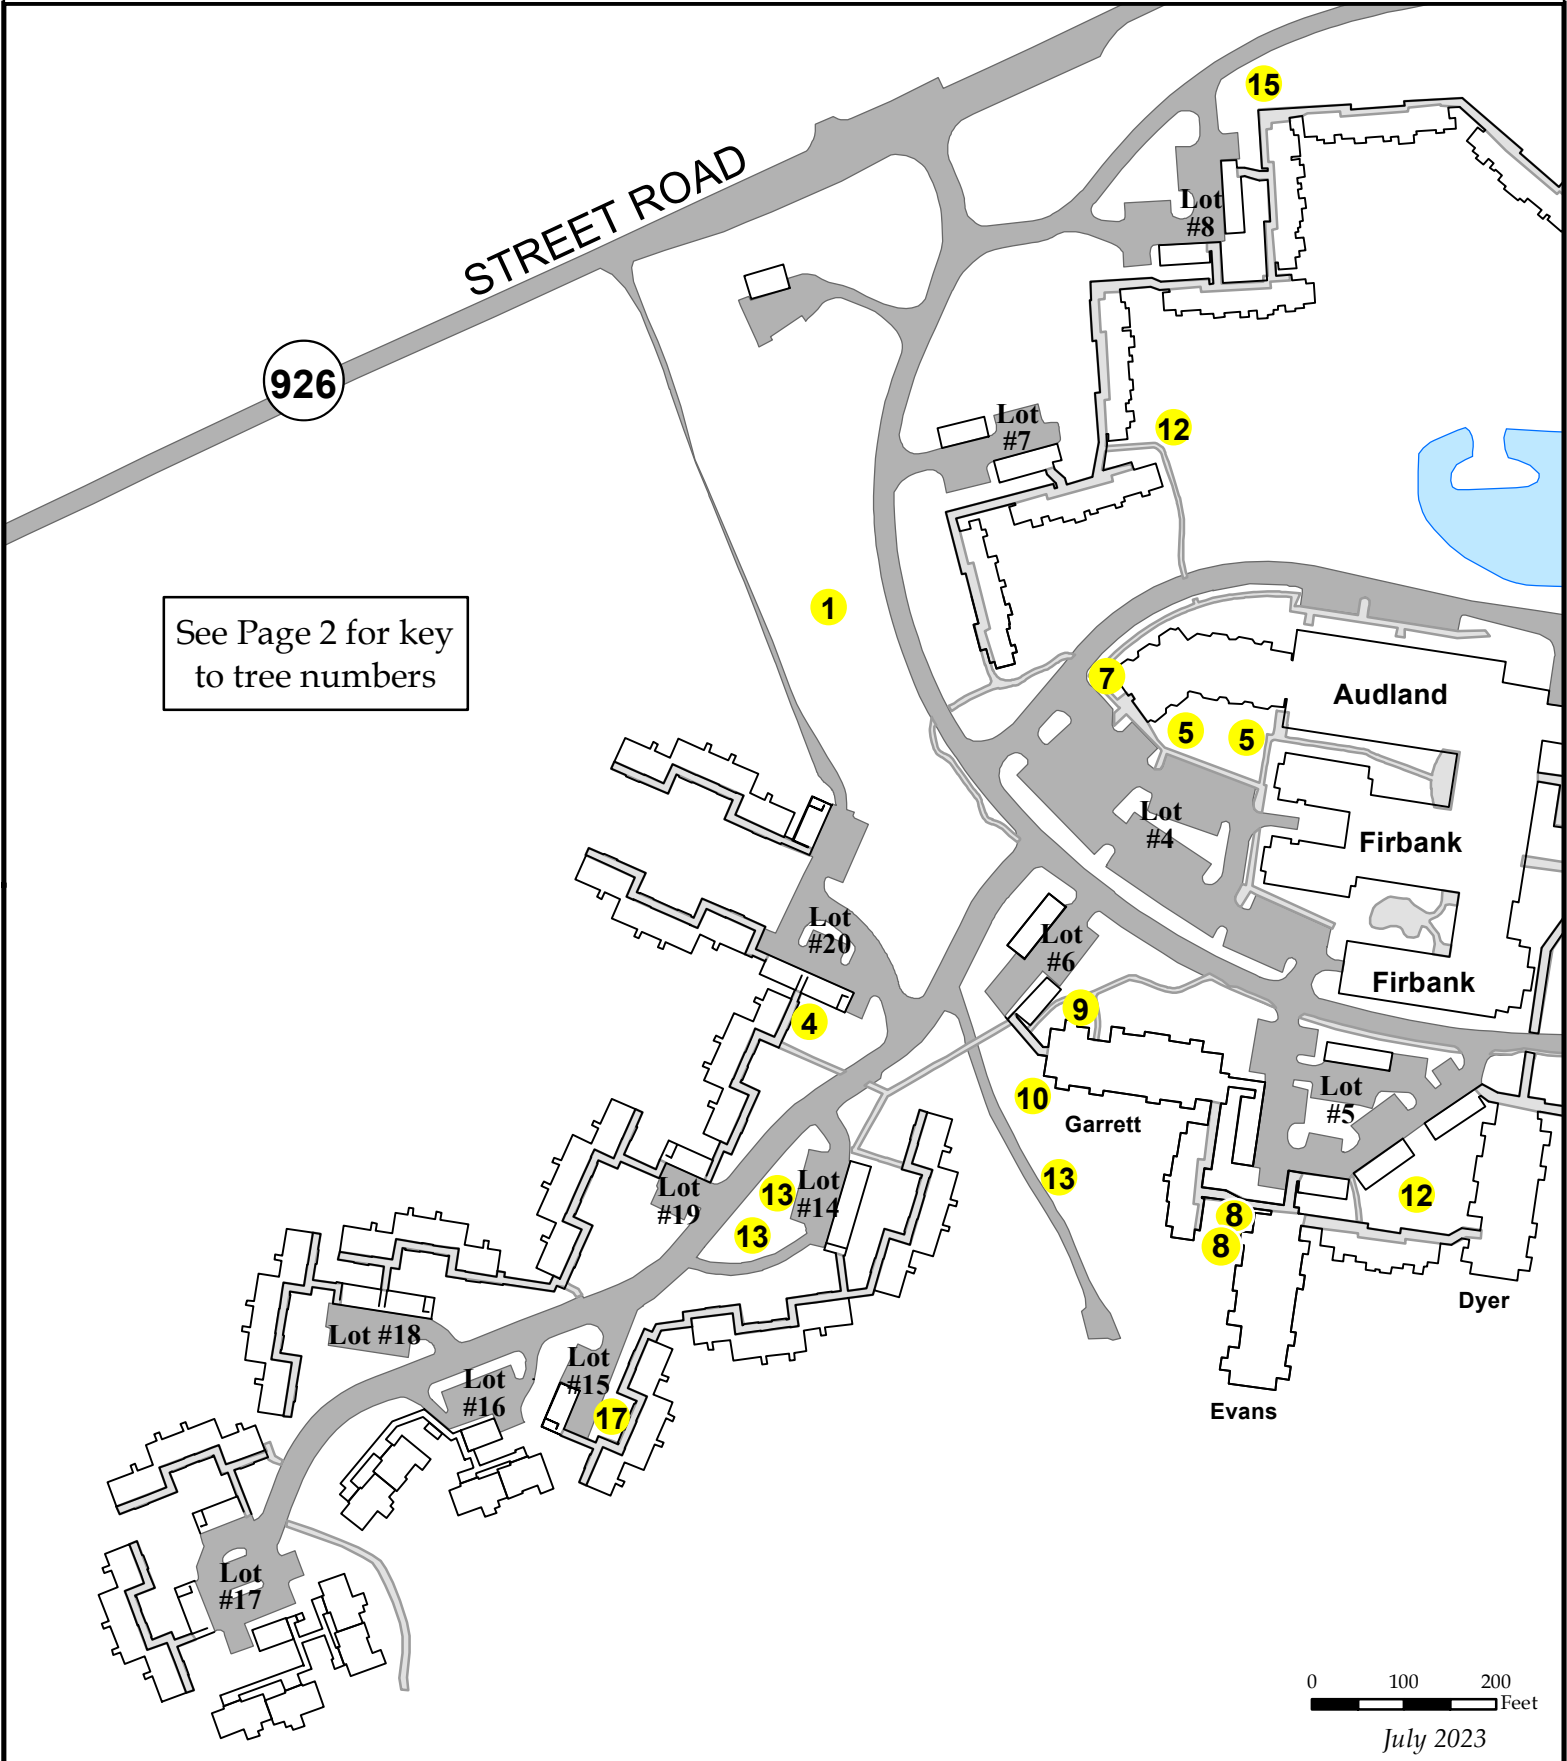 15
STREET ROAD
Lot
#8
926
Lot
#7
12
1
See Page 2 for key
to tree numbers
7
Audland
5
5
Lot
#4
Firbank
Lot
#20
Lot
#6
Firbank
4
9
10
Garrett
Lot
#5
13
Lot
#19
13
Lot
#14
13
12
8
8
Dyer
Lot #18
Lot
#15
Lot
#16
17
Evans
Lot
#17
0 100 200
Feet
July 2023